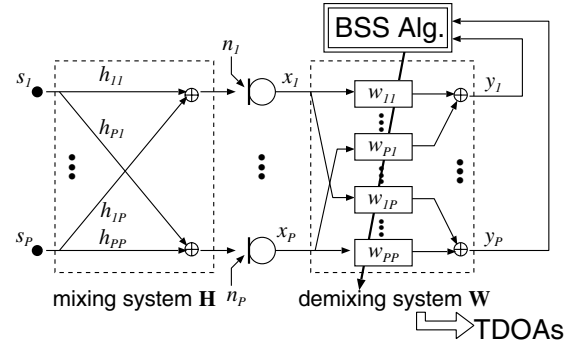 BSS Alg.
s1
h11
n1
x1
w11
y1
hP1
wP1
h1P
w1P
sP
hPP
xP
wPP
yP
nP
mixing system H
demixing system W
TDOAs